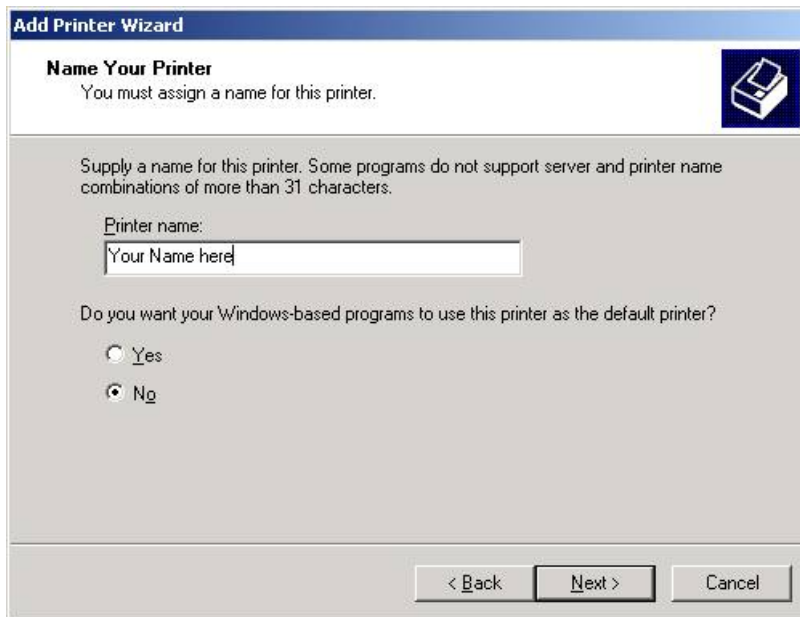 Add Printer Wizard
Name Your Printer
You must assign a name for this printer.
Supply a name for this printer. Some programs do not support server and printer name
combinations of more than 31 characters.
Printer name:
Your Name here
Do you want your Windows-based programs to use this printer as the default printer?
Yes
No
< Back Next > Cancel